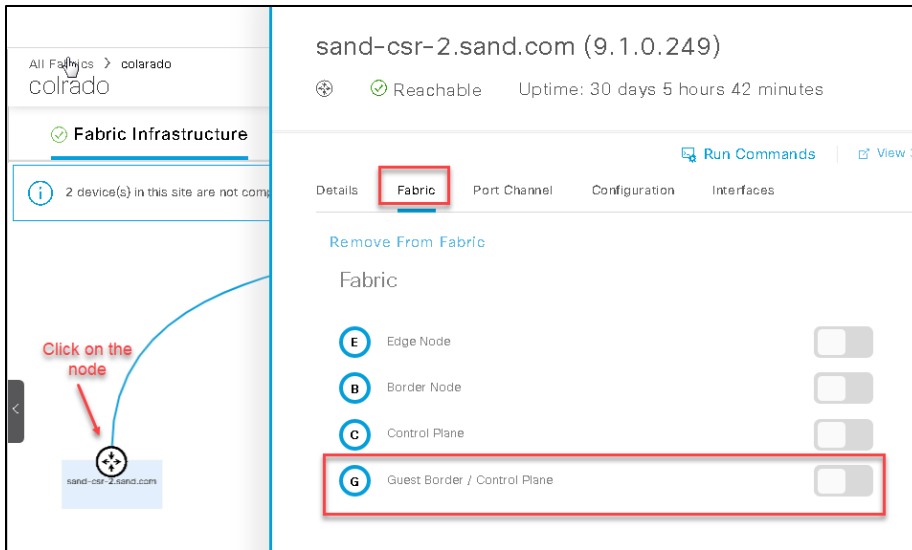 All Fabrics > colarado
colrado
Fabric Infrastructure
2 device(s) in this site are not
Click on the
node
sand-csr-2.sand.com
sand-csr-2.sand.com (9.1.0.249)
Reachable Uptime: 30 days 5 hours 42 minutes
Run Commands View
Details Fabric Port Channel Configuration Interfaces
Remove From Fabric
Fabric
E Edge Node
B Border Node
C Control Plane
G Guest Border / Control Plane